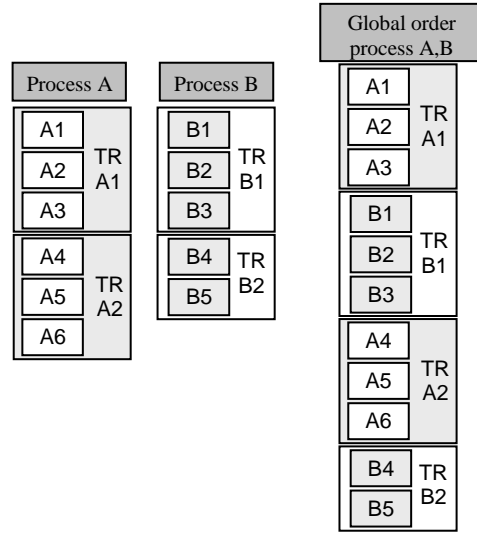 Process A
A1
A2
A3
TR
A1
A4
A5
A6
TR
A2
Process B
B1
B2
B3
TR
B1
B4
B5
TR
B2
Global order
process A,B
A1
A2
A3
TR
A1
B1
B2
B3
TR
B1
A4
A5
A6
TR
A2
B4
B5
TR
B2